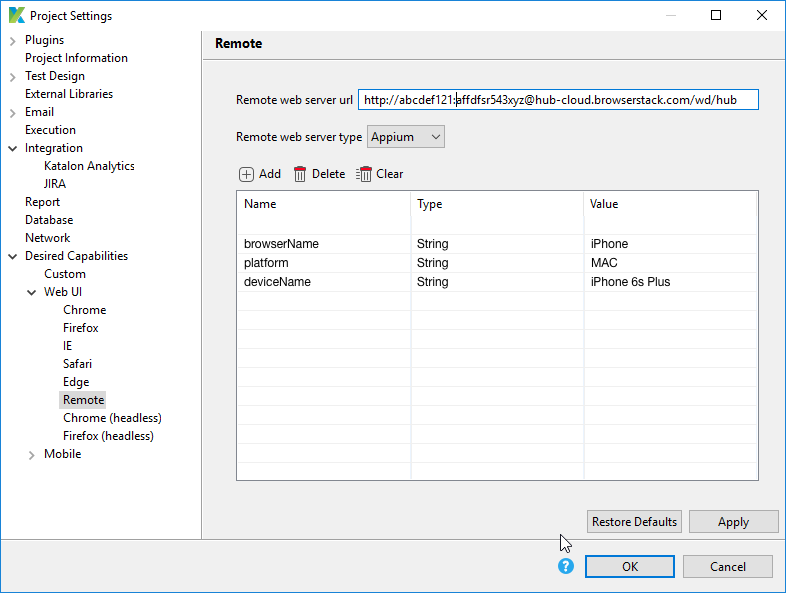 Project Settings
Plugins
Project Information
Test Design
External Libraries
Email
Execution
Integration
Katalon Analytics
JIRA
Report
Database
Network
Desired Capabilities
Custom
Web UI
Chrome
Firefox
IE
Safari
Edge
Remote
Chrome (headless)
Firefox (headless)
Mobile
Remote
Remote web server url http://abcdef121:affdfsr543xyz@hub-cloud.browserstack.com/wd/hub
Remote web server type Appium
Add Delete Clear
Name Type Value
browserName String iPhone
platform String MAC
deviceName String iPhone 6s Plus
Restore Defaults Apply
? OK Cancel